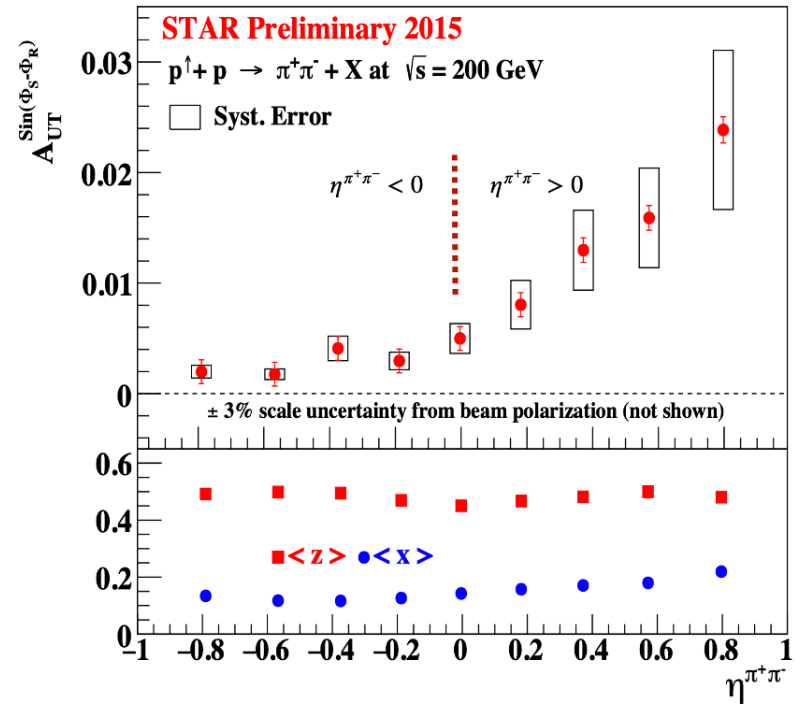 STAR Preliminary 2015
p↑+ p → π⁺π⁻ + X at √s = 200 GeV
Syst. Error
A_UT^Sin(Φ_S-Φ_R)
0.03
η^π⁺π⁻ < 0
η^π⁺π⁻ > 0
0.02
0.01
0
± 3% scale uncertainty from beam polarization (not shown)
0.6
0.4
< z > < x >
0.2
0
−1 −0.8 −0.6 −0.4 −0.2 0 0.2 0.4 0.6 0.8 1
η^π⁺π⁻